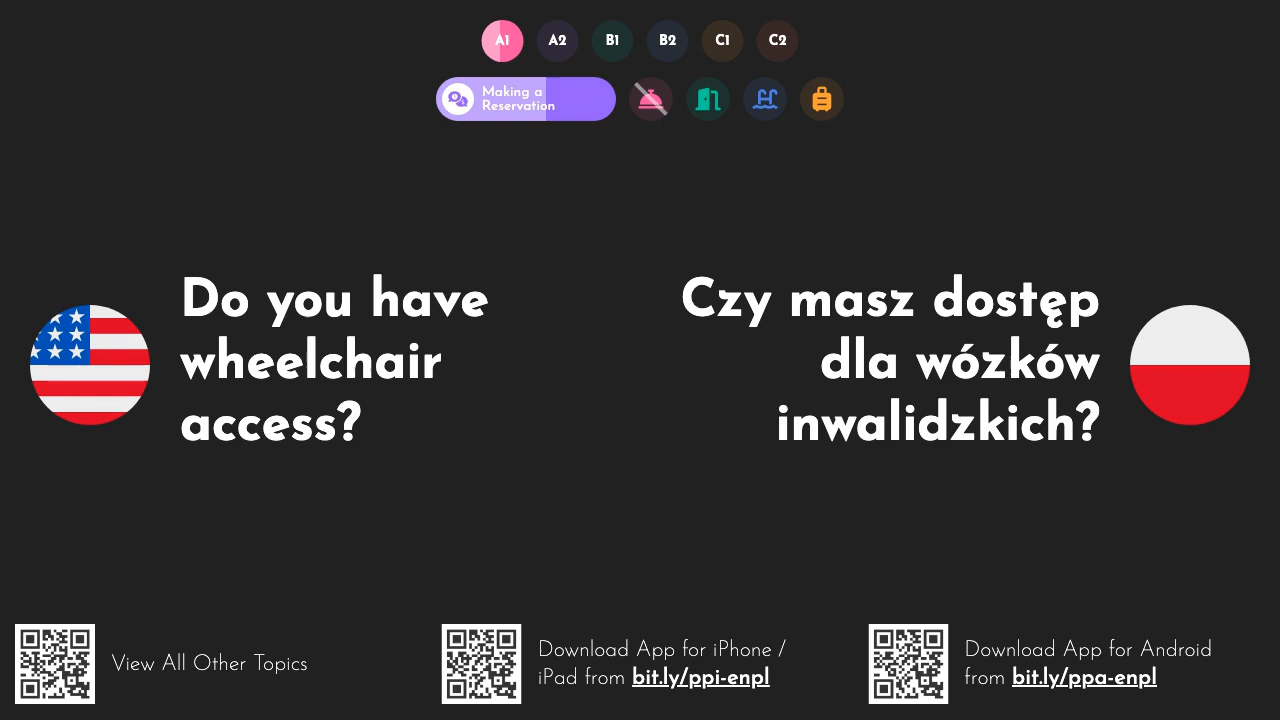 A1 A2 B1 B2 C1 C2
Making a
Reservation
Do you have
wheelchair
access?
Czy masz dostęp
dla wózków
inwalidzkich?
View All Other Topics
Download App for iPhone /
iPad from bit.ly/ppi-enpl
Download App for Android
from bit.ly/ppa-enpl